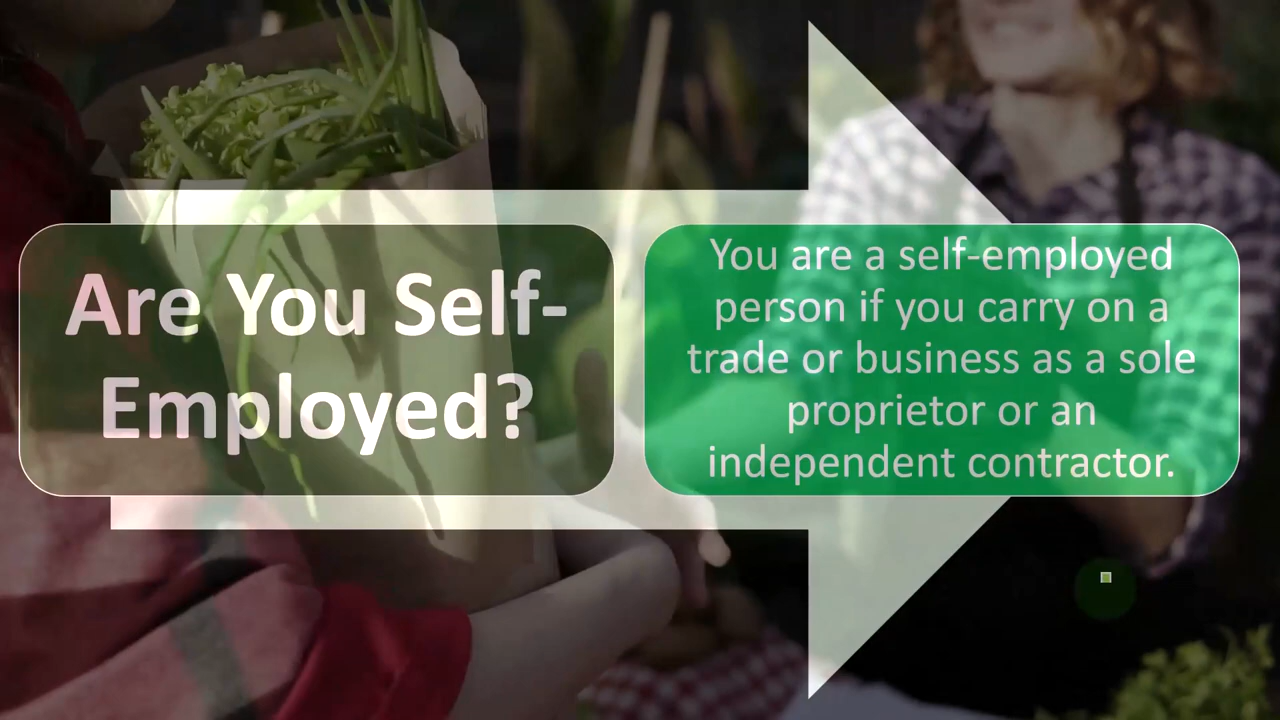 Are You Self-
Employed?
You are a self-employed
person if you carry on a
trade or business as a sole
proprietor or an
independent contractor.